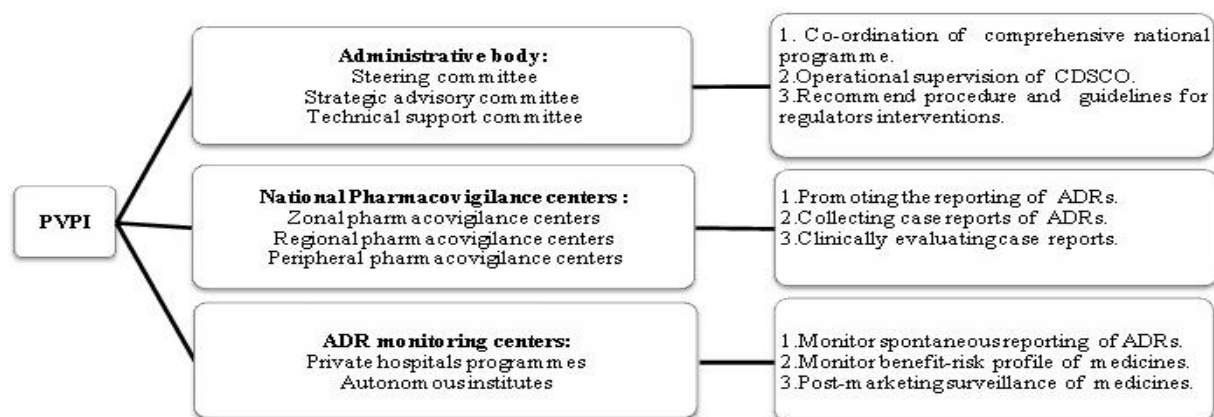 PVPI
Administrative body:
Steering committee
Strategic advisory committee
Technical support committee
1. Co-ordination of comprehensive national
programme.
2.Operational supervision of CDSCO.
3.Recommend procedure and guidelines for
regulators interventions.
National Pharmacovigilance centers :
Zonal pharmacovigilance centers
Regional pharmacovigilance centers
Peripheral pharmacovigilance centers
1.Promoting the reporting of ADRs.
2.Collecting case reports of ADRs.
3.Clinically evaluating case reports.
ADR monitoring centers:
Private hospitals programmes
Autonomous institutes
1.Monitor spontaneous reporting of ADRs.
2.Monitor benefit-risk profile of medicines.
3.Post-marketing surveillance of medicines.